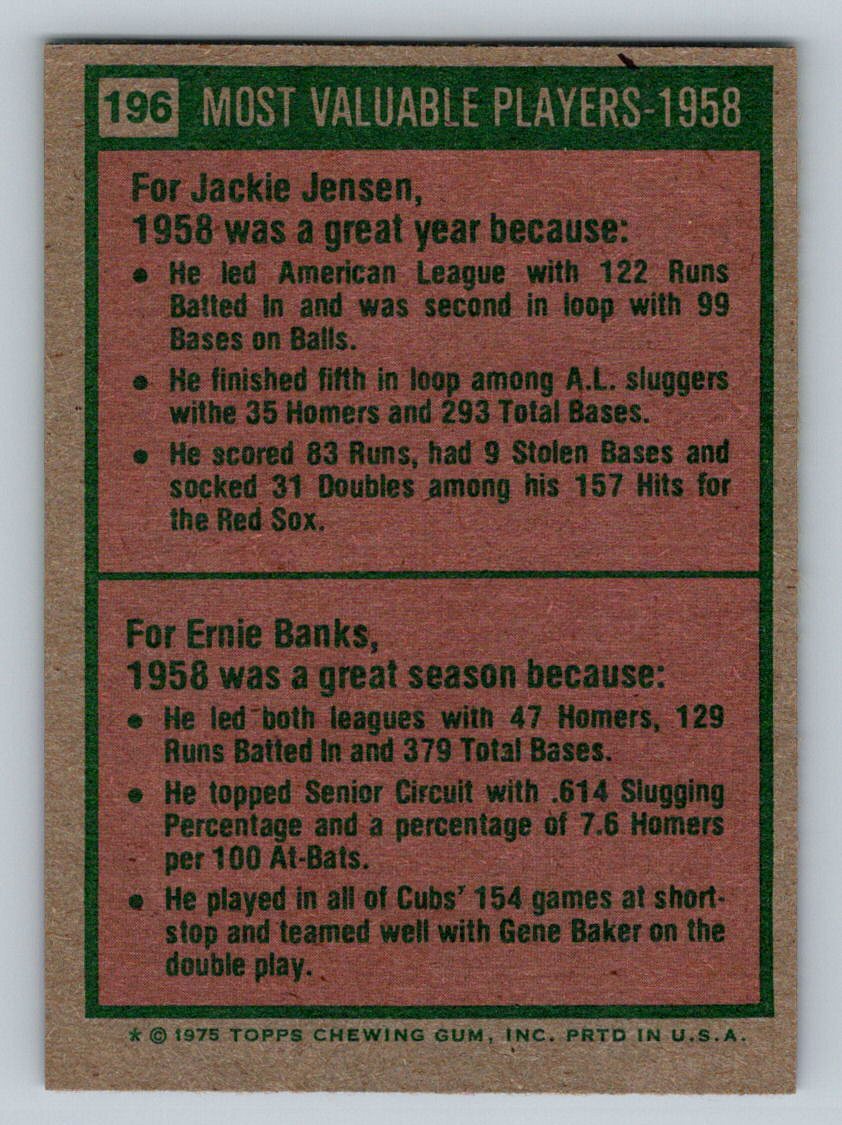 196 MOST VALUABLE PLAYERS-1958
For Jackie Jensen,
1958 was a great year because:
● He led American League with 122 Runs
Batted In and was second in loop with 99
Bases on Balls.
● He finished fifth in loop among A.L. sluggers
withe 35 Homers and 293 Total Bases.
● He scored 83 Runs, had 9 Stolen Bases and
socked 31 Doubles among his 157 Hits for
the Red Sox.
For Ernie Banks,
1958 was a great season because:
● He led both leagues with 47 Homers, 129
Runs Batted In and 379 Total Bases.
● He topped Senior Circuit with .614 Slugging
Percentage and a percentage of 7.6 Homers
per 100 At-Bats.
● He played in all of Cubs' 154 games at short-
stop and teamed well with Gene Baker on the
double play.
* © 1975 TOPPS CHEWING GUM, INC. PRTD IN U.S.A.